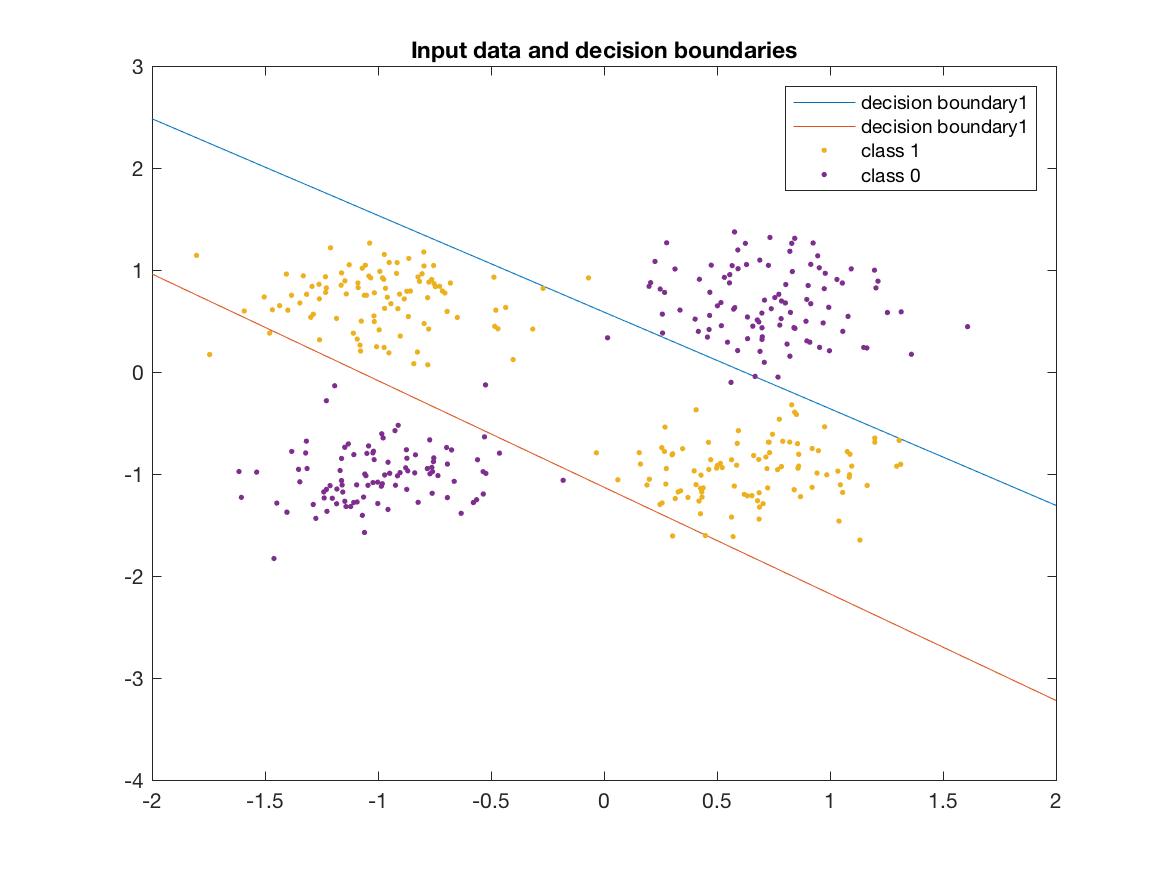 Input data and decision boundaries
3
decision boundary1
decision boundary1
class 1
class 0
2
1
0
-1
-2
-3
-4
-2 -1.5 -1 -0.5 0 0.5 1 1.5 2